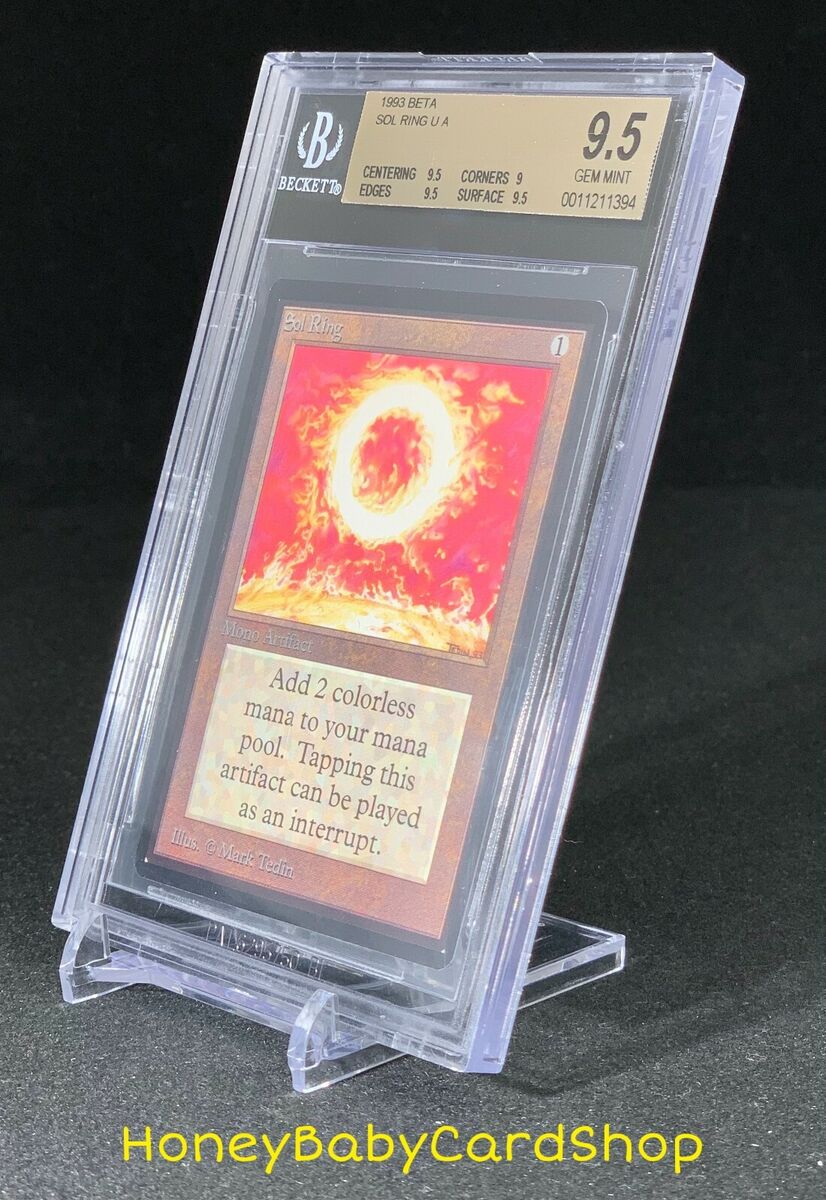 1993 BETA
SOL RING U A
9.5
CENTERING 9.5 CORNERS 9
GEM MINT
EDGES 9.5 SURFACE 9.5
0011211394
B
BECKETT®
Sol Ring
1
Mono Artifact
Add 2 colorless
mana to your mana
pool. Tapping this
artifact can be played
as an interrupt.
Illus. © Mark Tedin
HoneyBabyCardShop